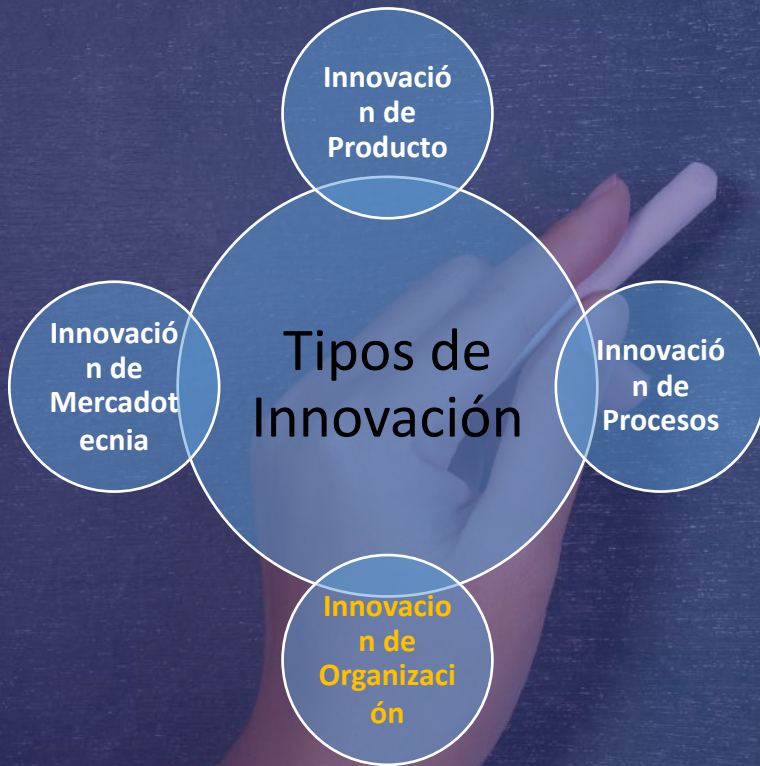 Innovació
n de
Producto
Innovació
n de
Mercadot
ecnia
Tipos de
Innovación
Innovació
n de
Procesos
Innovacio
n de
Organizaci
ón